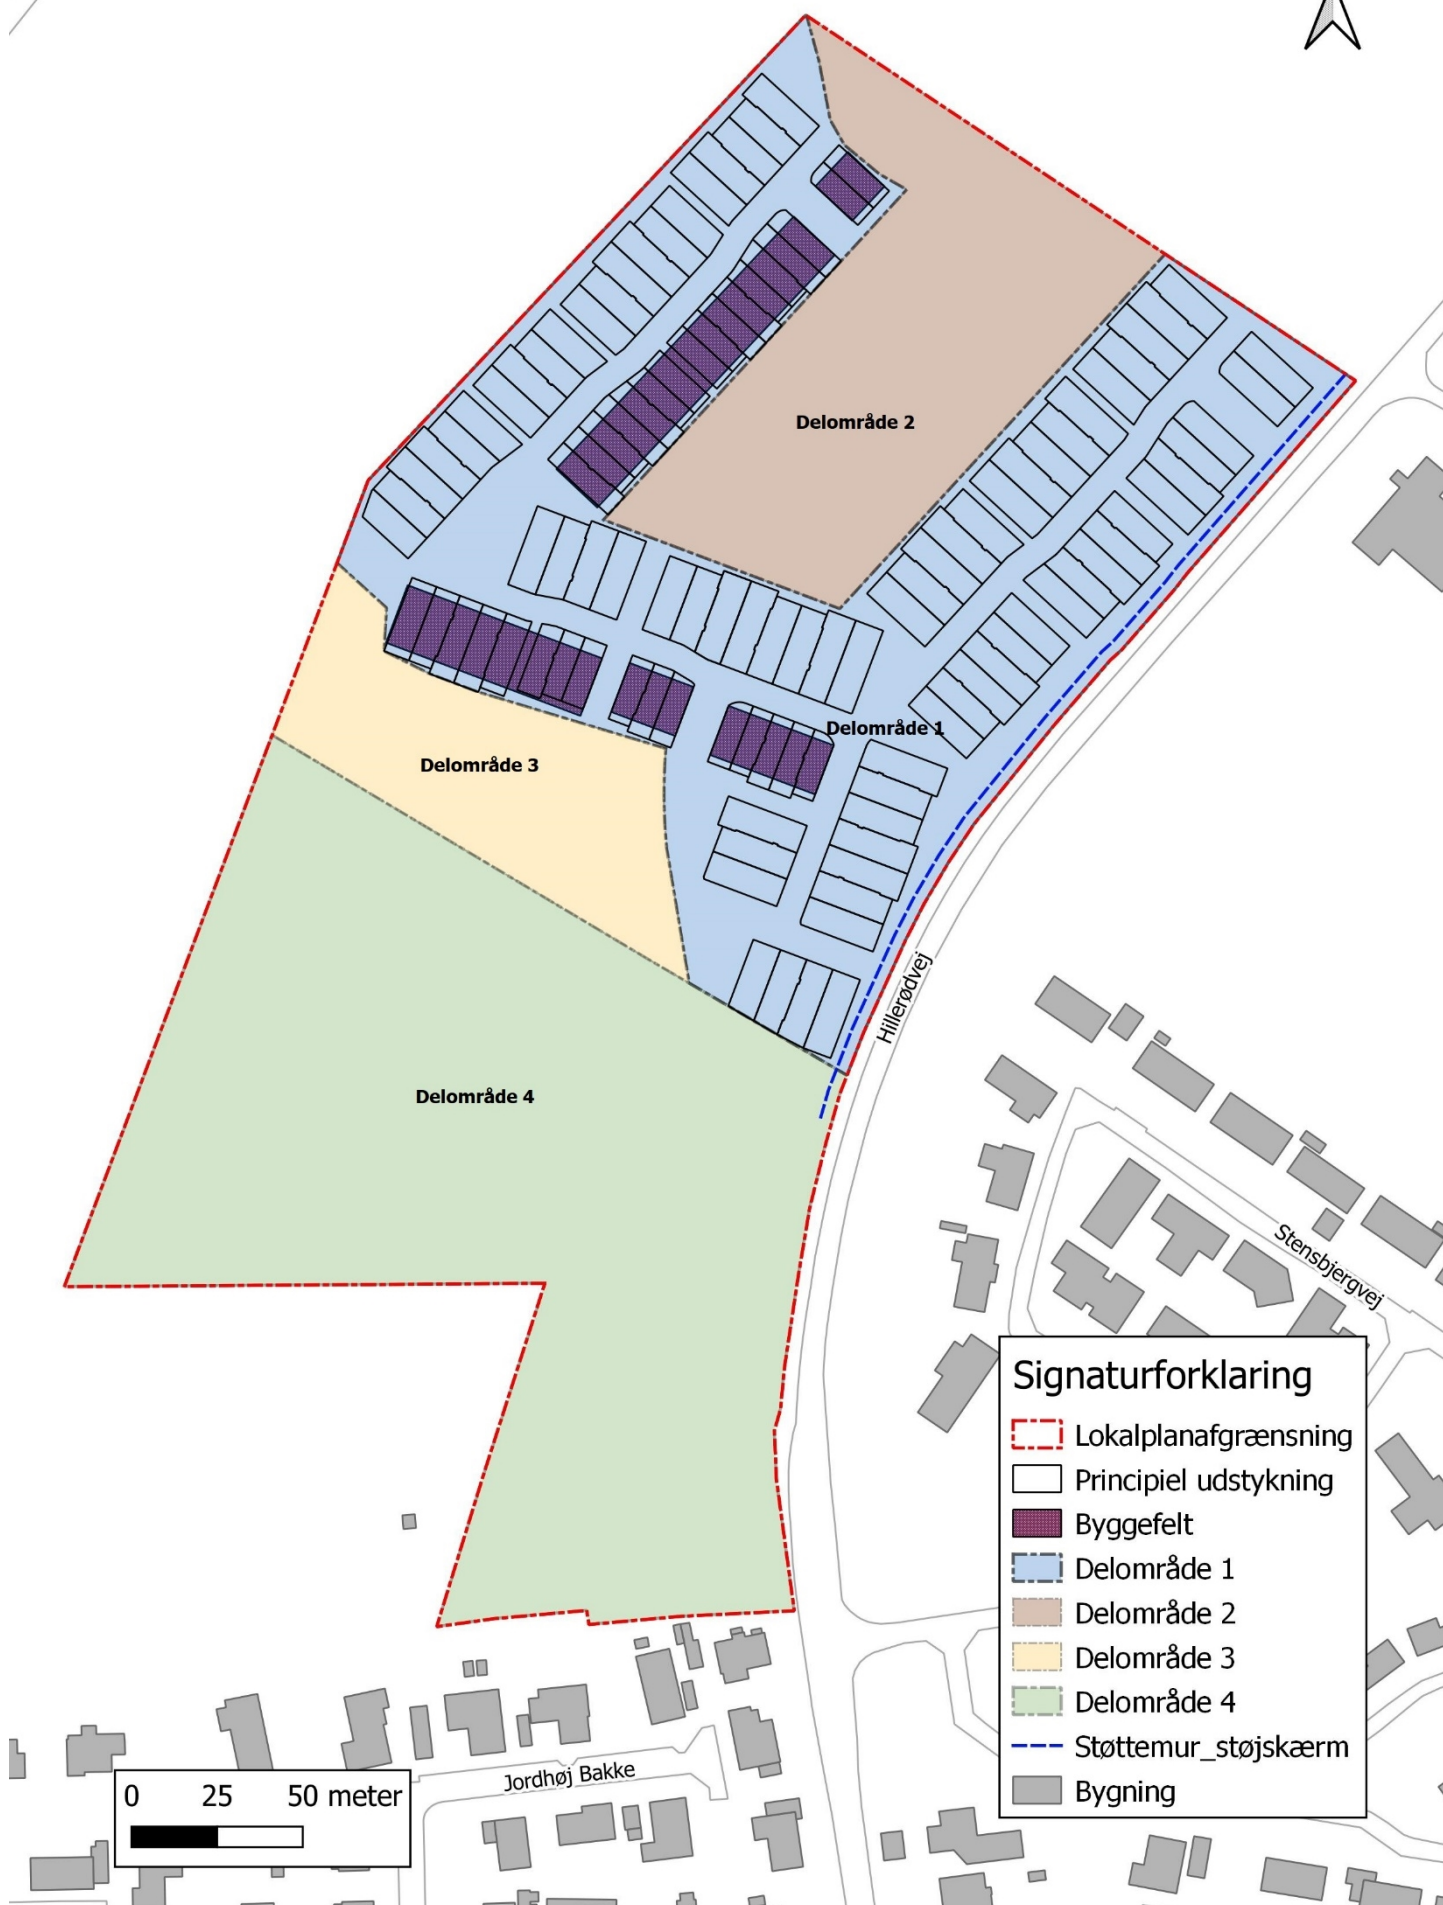 Delområde 2
Delområde 1
Delområde 3
Hillerødvej
Delområde 4
Stensbjergvej
Signaturforklaring
Lokalplanafgrænsning
Principiel udstykning
Byggefelt
Delområde 1
Delområde 2
Delområde 3
Delområde 4
Støttemur_støjskærm
Bygning
Jordhøj Bakke
0 25 50 meter